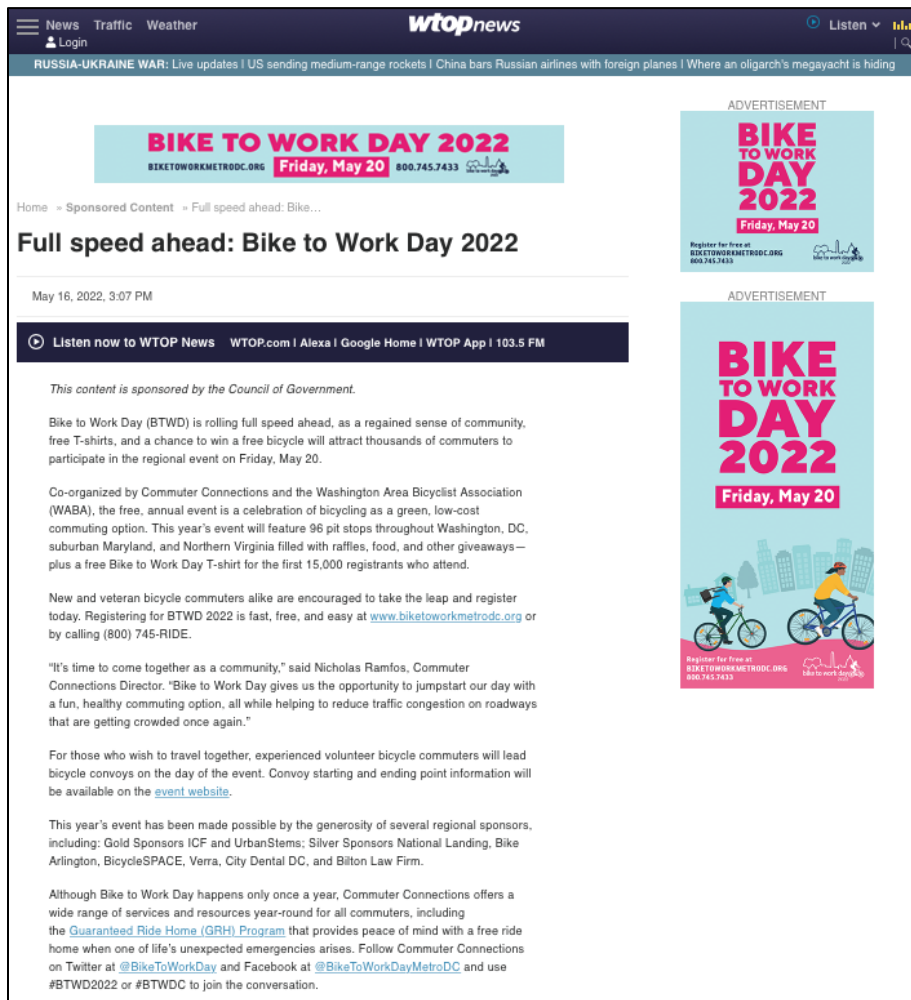 News Traffic Weather
wtopnews
Listen
Login
RUSSIA-UKRAINE WAR: Live updates | US sending medium-range rockets | China bars Russian airlines with foreign planes | Where an oligarch's megayacht is hiding
BIKE TO WORK DAY 2022
BIKETOWORKMETRODC.ORG Friday, May 20 800.745.7433
Home » Sponsored Content » Full speed ahead: Bike...
Full speed ahead: Bike to Work Day 2022
May 16, 2022, 3:07 PM
Listen now to WTOP News WTOP.com | Alexa | Google Home | WTOP App | 103.5 FM
This content is sponsored by the Council of Government.
Bike to Work Day (BTWD) is rolling full speed ahead, as a regained sense of community,
free T-shirts, and a chance to win a free bicycle will attract thousands of commuters to
participate in the regional event on Friday, May 20.
Co-organized by Commuter Connections and the Washington Area Bicyclist Association
(WABA), the free, annual event is a celebration of bicycling as a green, low-cost
commuting option. This year's event will feature 96 pit stops throughout Washington, DC,
suburban Maryland, and Northern Virginia filled with raffles, food, and other giveaways—
plus a free Bike to Work Day T-shirt for the first 15,000 registrants who attend.
New and veteran bicycle commuters alike are encouraged to take the leap and register
today. Registering for BTWD 2022 is fast, free, and easy at www.biketoworkmetrodc.org or
by calling (800) 745-RIDE.
“It's time to come together as a community,” said Nicholas Ramfos, Commuter
Connections Director. “Bike to Work Day gives us the opportunity to jumpstart our day with
a fun, healthy commuting option, all while helping to reduce traffic congestion on roadways
that are getting crowded once again.”
For those who wish to travel together, experienced volunteer bicycle commuters will lead
bicycle convoys on the day of the event. Convoy starting and ending point information will
be available on the event website.
This year's event has been made possible by the generosity of several regional sponsors,
including: Gold Sponsors ICF and UrbanStems; Silver Sponsors National Landing, Bike
Arlington, BicycleSPACE, Verra, City Dental DC, and Bilton Law Firm.
Although Bike to Work Day happens only once a year, Commuter Connections offers a
wide range of services and resources year-round for all commuters, including
the Guaranteed Ride Home (GRH) Program that provides peace of mind with a free ride
home when one of life's unexpected emergencies arises. Follow Commuter Connections
on Twitter at @BikeToWorkDay and Facebook at @BikeToWorkDayMetroDC and use
#BTWD2022 or #BTWDC to join the conversation.
ADVERTISEMENT
BIKE
TO WORK
DAY
2022
Friday, May 20
Register for free at
BIKETOWORKMETRODC.ORG
800.745.7433
bike to work day
ADVERTISEMENT
BIKE
TO WORK
DAY
2022
Friday, May 20
Register for free at
BIKETOWORKMETRODC.ORG
800.745.7433
bike to work day